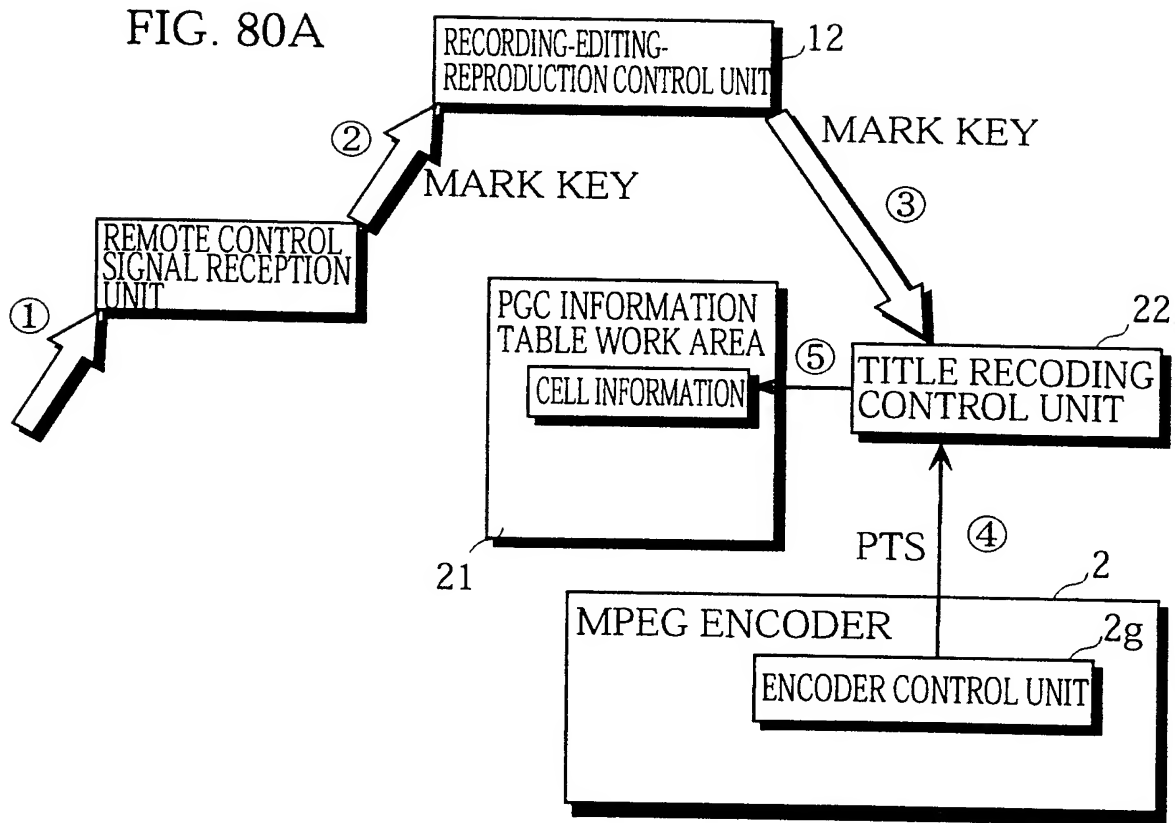 FIG. 80A
RECORDING-EDITING-
REPRODUCTION CONTROL UNIT
12
②
MARK KEY
MARK KEY
③
REMOTE CONTROL
SIGNAL RECEPTION
UNIT
①
PGC INFORMATION
TABLE WORK AREA
CELL INFORMATION
21
⑤
22
TITLE RECODING
CONTROL UNIT
PTS
④
2
MPEG ENCODER
2g
ENCODER CONTROL UNIT